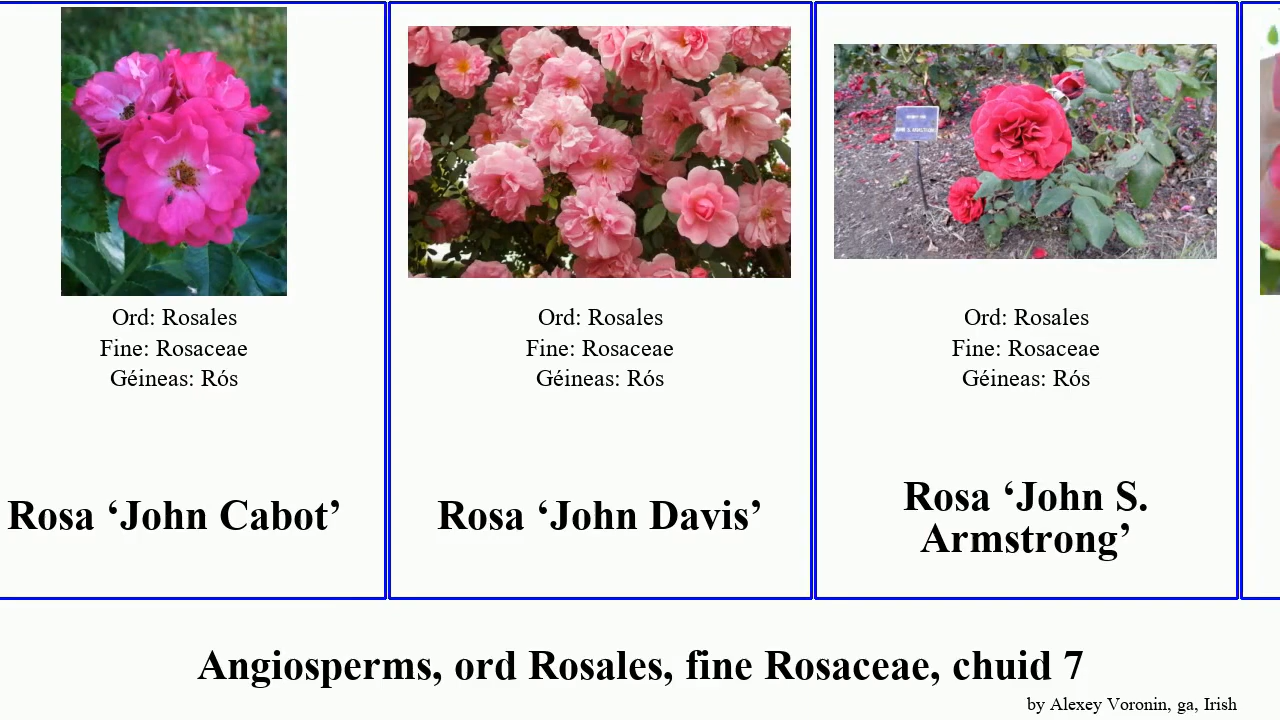 Ord: Rosales
Fine: Rosaceae
Géineas: Rós
Rosa ‘John Cabot’
Ord: Rosales
Fine: Rosaceae
Géineas: Rós
Rosa ‘John Davis’
JOHN S. ARMSTRONG
Ord: Rosales
Fine: Rosaceae
Géineas: Rós
Rosa ‘John S.
Armstrong’
Angiosperms, ord Rosales, fine Rosaceae, chuid 7
by Alexey Voronin, ga, Irish